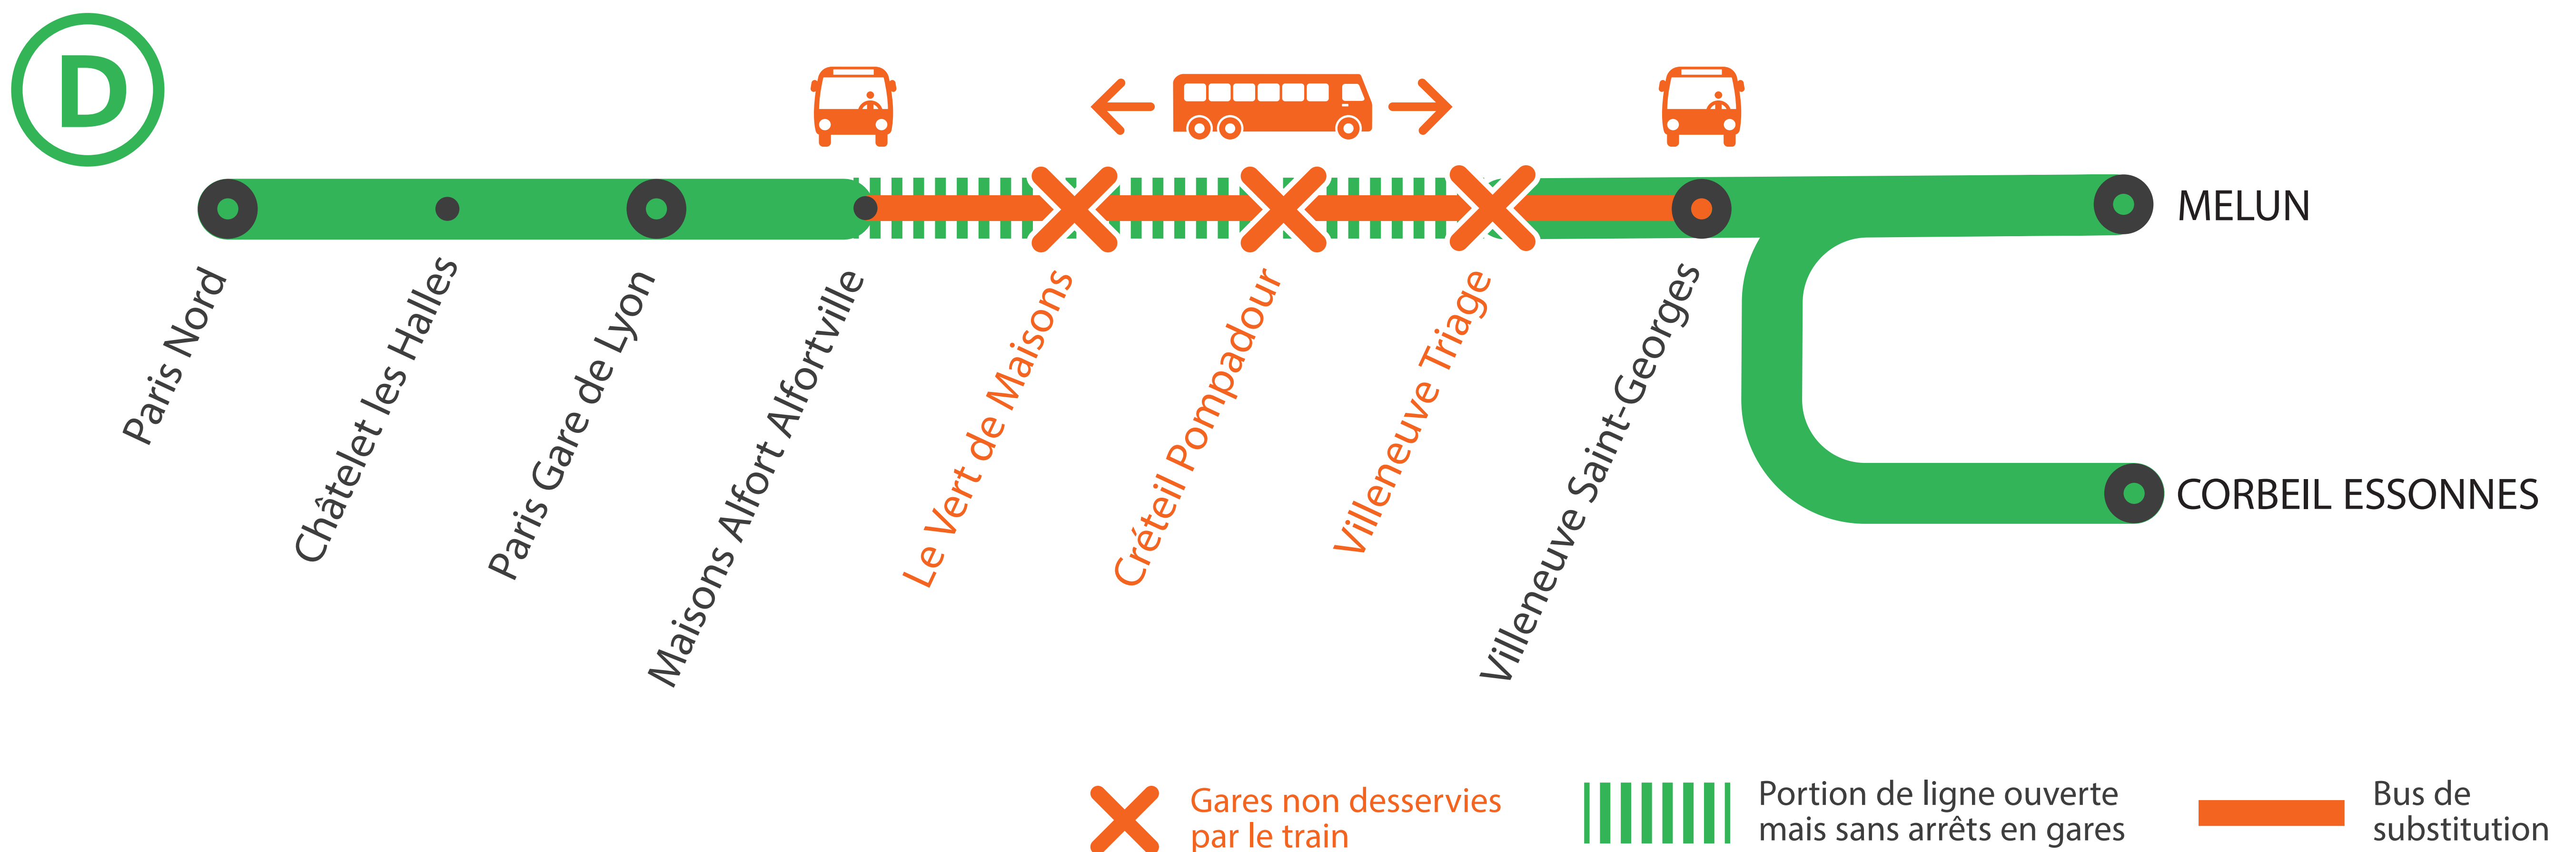 D
MELUN
CORBEIL ESSONNES
Paris Nord
Châtelet les Halles
Paris Gare de Lyon
Maisons Alfort Alfortville
Le Vert de Maisons
Créteil Pompadour
Villeneuve Triage
Villeneuve Saint-Georges
Gares non desservies
par le train
Portion de ligne ouverte
mais sans arrêts en gares
Bus de
substitution